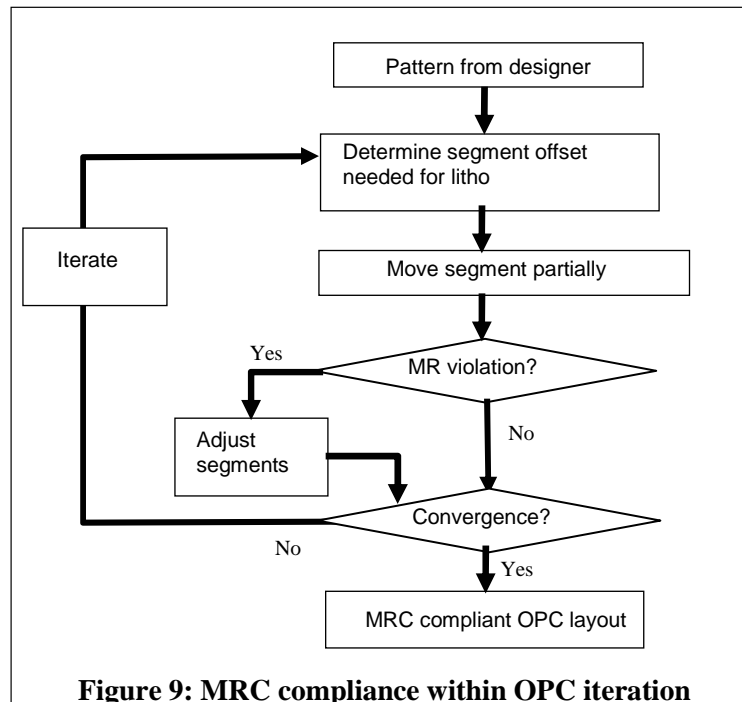 Pattern from designer
Determine segment offset
needed for litho
Iterate
Move segment partially
Yes
MR violation?
Adjust
segments
No
Convergence?
No
Yes
MRC compliant OPC layout
Figure 9: MRC compliance within OPC iteration